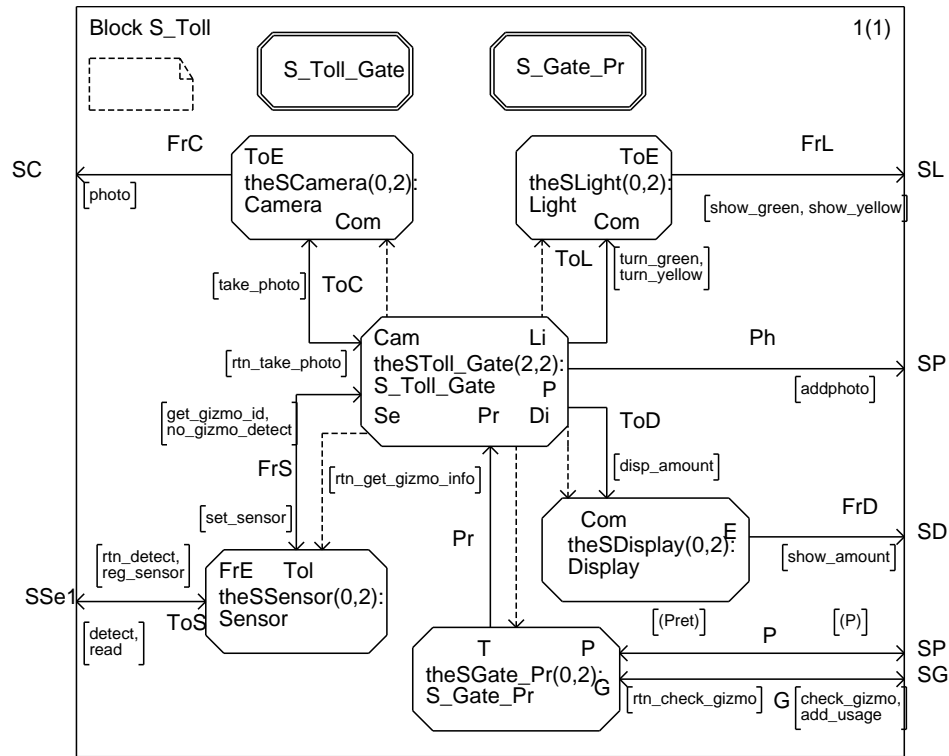 Block S_Toll
1(1)
S_Toll_Gate
S_Gate_Pr
SC
FrC
[photo]
ToE
theSCamera(0,2):
Camera
Com
ToE
theSLight(0,2):
Light
Com
FrL
SL
[show_green, show_yellow]
[take_photo]
ToC
ToL
[turn_green,
turn_yellow]
[rtn_take_photo]
Cam
Li
theSToll_Gate(2,2):
S_Toll_Gate
P
Se
Pr
Di
Ph
SP
[addphoto]
[get_gizmo_id,
no_gizmo_detect]
FrS
[rtn_get_gizmo_info]
ToD
[disp_amount]
[set_sensor]
Pr
Com
E
theSDisplay(0,2):
Display
FrD
SD
[show_amount]
[rtn_detect,
reg_sensor]
SSe1
ToS
[detect,
read]
FrE
Tol
theSSensor(0,2):
Sensor
[(Pret)]
P
[(P)]
SP
T
P
theSGate_Pr(0,2):
S_Gate_Pr
G
[rtn_check_gizmo]
G
[check_gizmo,
add_usage]
SG